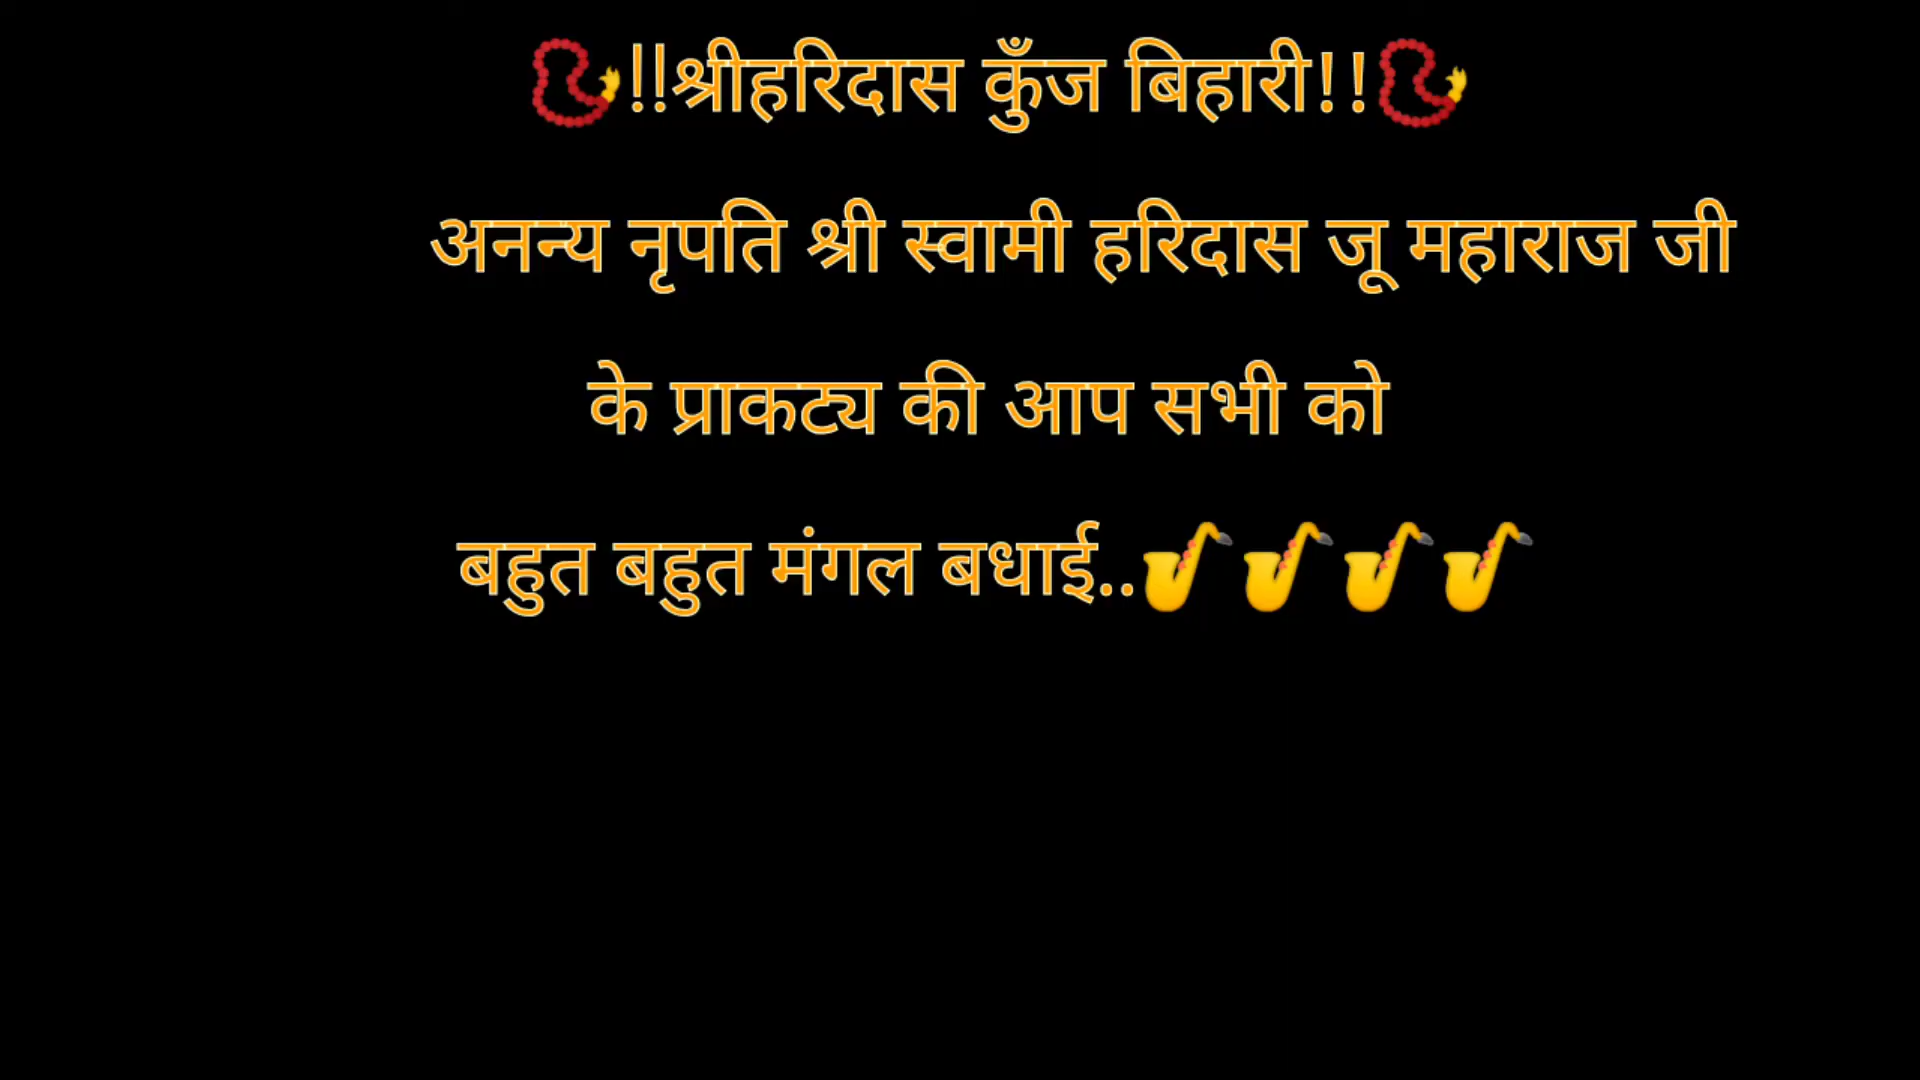 📿‼श्रीहरिदास कुँज बिहारी!!📿
अनन्य नृपति श्री स्वामी हरिदास जू महाराज जी
के प्राकट्य की आप सभी को
बहुत बहुत मंगल बधाई..🎷🎷🎷🎷